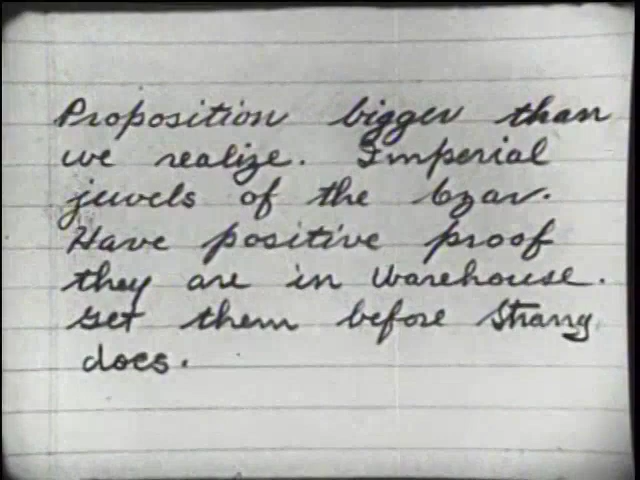 Proposition bigger than
we realize. Imperial
jewels of the Czar.
Have positive proof
they are in Warehouse.
Get them before Strang
does.